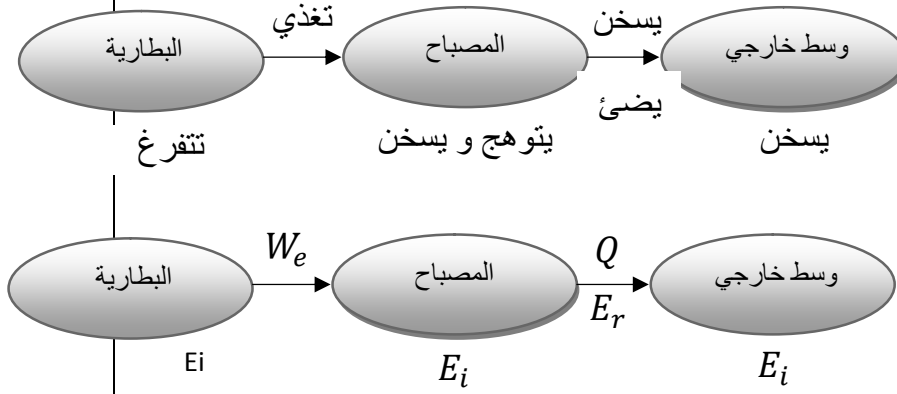 تغذي يسخن
البطارية المصباح وسط خارجي
يضئ
تتفرغ يتوهج و يسخن يسخن
W_e Q
البطارية المصباح وسط خارجي
E_r
Ei E_i E_i